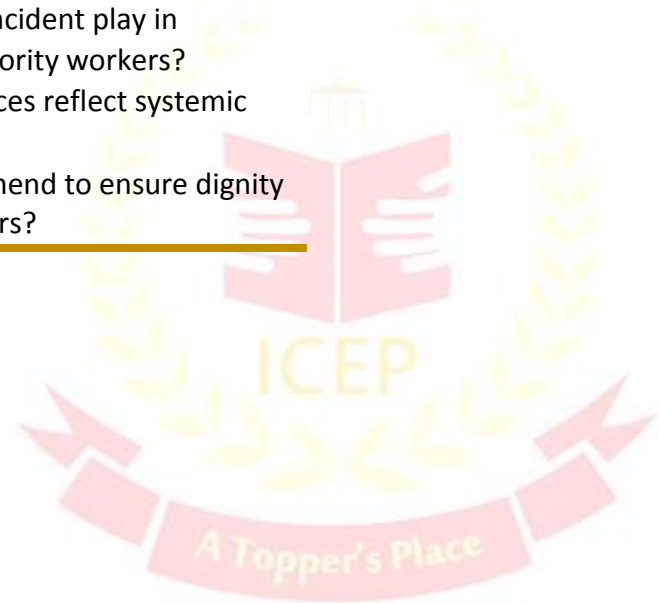 ncident play in
ority workers?
ces reflect systemic
nend to ensure dignity
rs?
ICEP
A Topper's Place